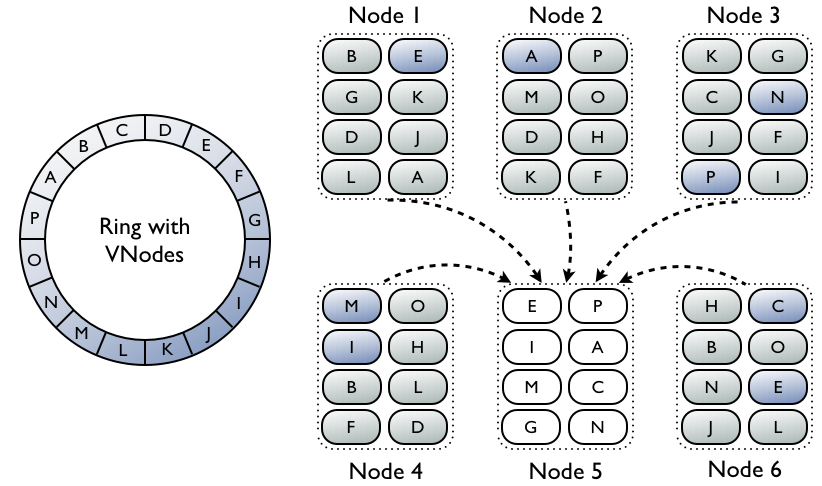 Node 1
Node 2
Node 3
B E
G K
D J
L A
A P
M O
D H
K F
K G
C N
J F
P I
A B C D E F G H I J K L M N O P
Ring with
VNodes
M O
I H
B L
F D
E P
I A
M C
G N
H C
B O
N E
J L
Node 4
Node 5
Node 6